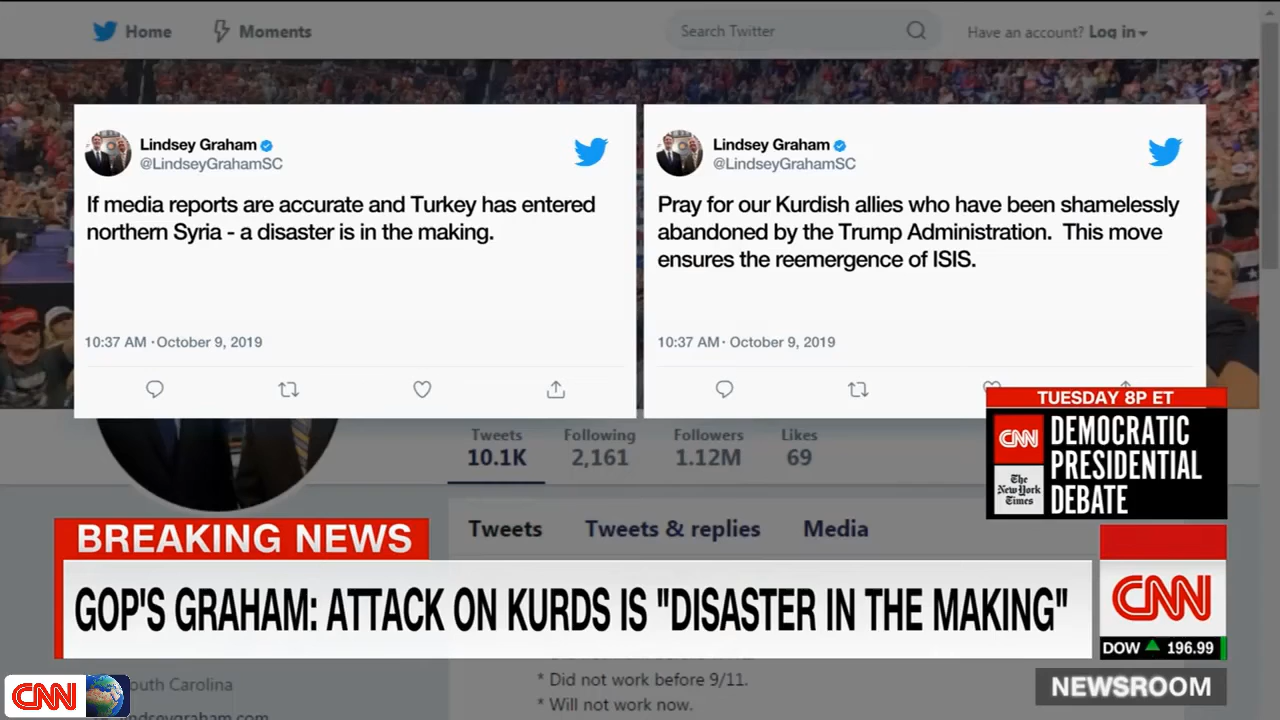 Home
Moments
Search Twitter
Have an account? Log in
Lindsey Graham
@LindseyGrahamSC
If media reports are accurate and Turkey has entered
northern Syria - a disaster is in the making.
10:37 AM · October 9, 2019
Lindsey Graham
@LindseyGrahamSC
Pray for our Kurdish allies who have been shamelessly
abandoned by the Trump Administration. This move
ensures the reemergence of ISIS.
10:37 AM · October 9, 2019
Tweets
10.1K
Following
2,161
Followers
1.12M
Likes
69
TUESDAY 8P ET
CNN
The
New York
Times
DEMOCRATIC
PRESIDENTIAL
DEBATE
Tweets
Tweets & replies
Media
BREAKING NEWS
GOP'S GRAHAM: ATTACK ON KURDS IS "DISASTER IN THE MAKING"
CNN
DOW 196.99
NEWSROOM
CNN
outh Carolina
* Did not work before 9/11.
* Will not work now.